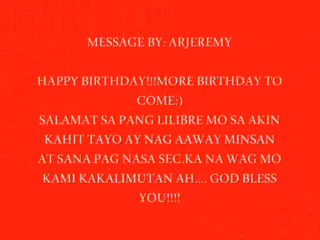 MESSAGE BY: ARJEREMY
HAPPY BIRTHDAY!!!MORE BIRTHDAY TO
COME:)
SALAMAT SA PANG LILIBRE MO SA AKIN
KAHIT TAYO AY NAG AAWAY MINSAN
AT SANA PAG NASA SEC.KA NA WAG MO
KAMI KAKALIMUTAN AH.... GOD BLESS
YOU!!!!